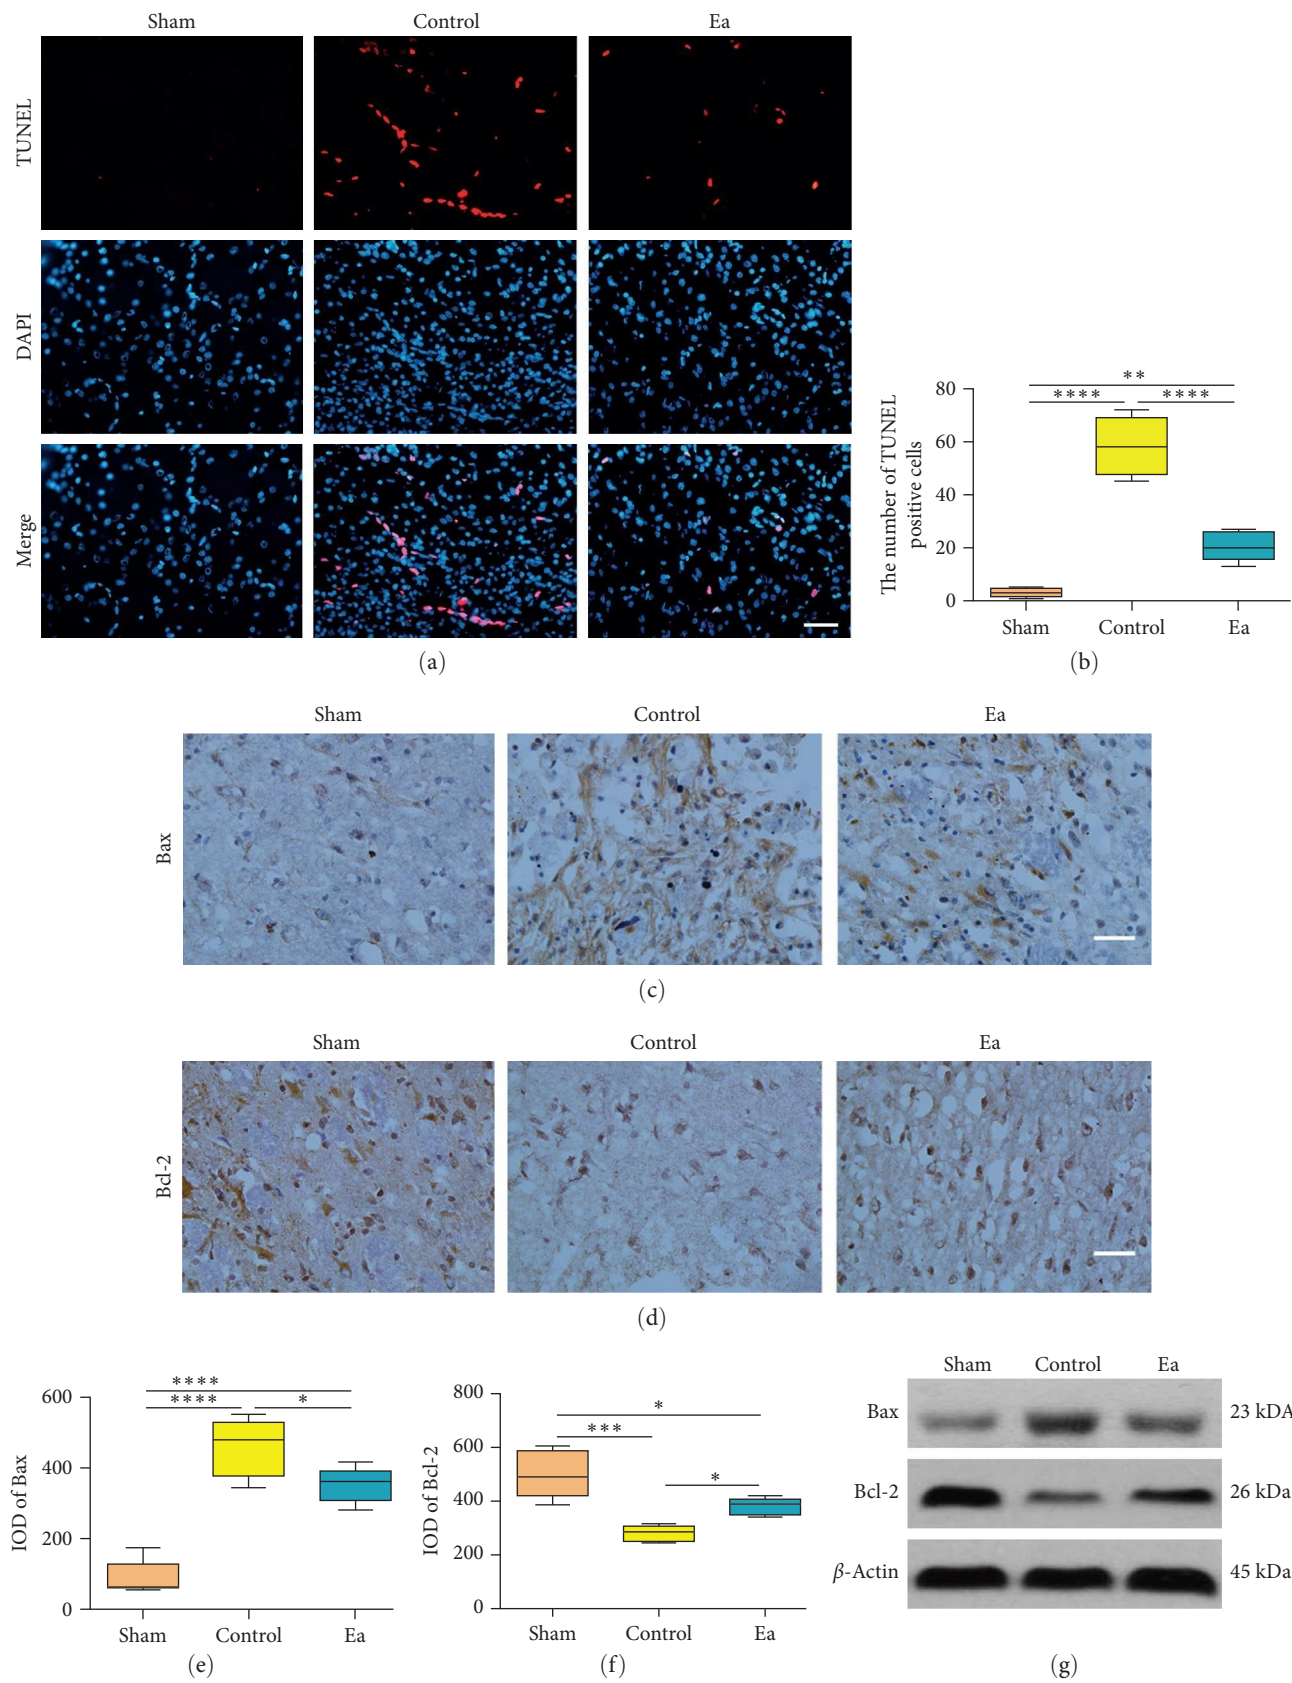 Sham Control Ea
TUNEL
DAPI
Merge
(a)
The number of TUNEL
positive cells
80
60
40
20
0
** 
**** ****
Sham Control Ea
(b)
Sham Control Ea
Bax
(c)
Sham Control Ea
Bcl-2
(d)
IOD of Bax
600
400
200
0
****
**** *
Sham Control Ea
(e)
IOD of Bcl-2
800
600
400
200
0
*
***
*
Sham Control Ea
(f)
Sham Control Ea
Bax 23 kDA
Bcl-2 26 kDa
β-Actin 45 kDa
(g)